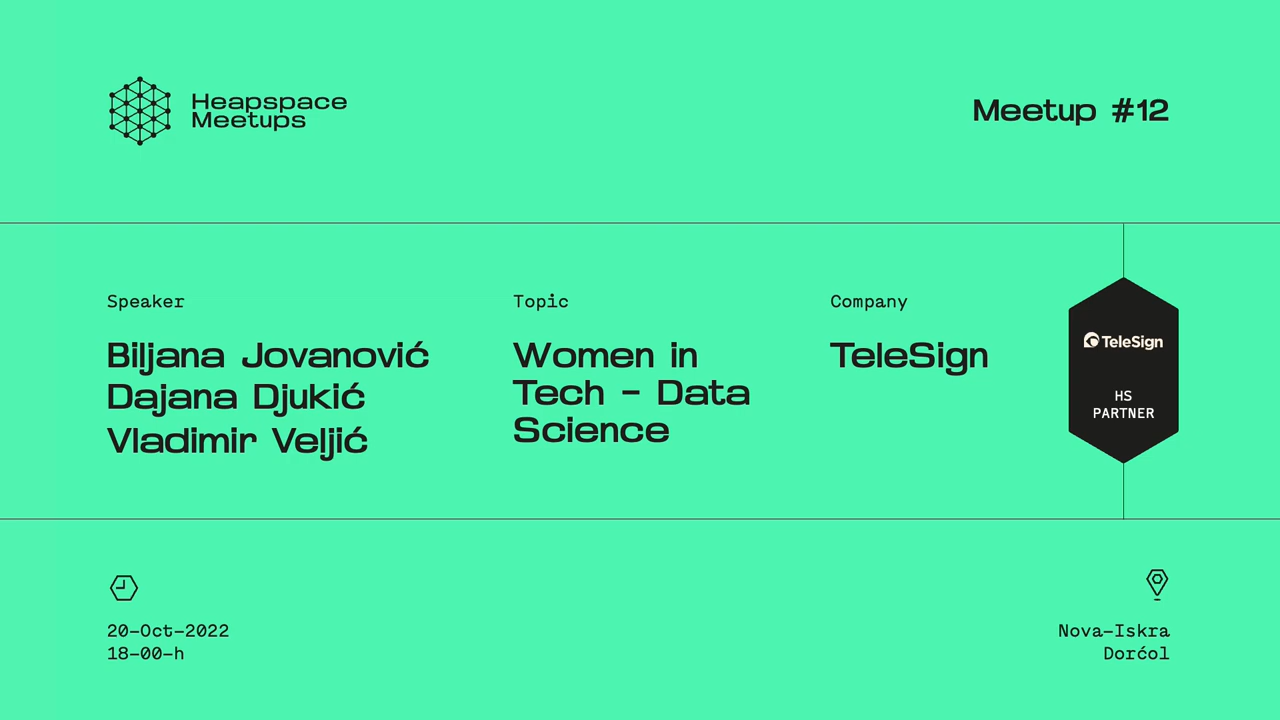 Heapspace
Meetups
Meetup #12
Speaker
Biljana Jovanović
Dajana Djukić
Vladimir Veljić
Topic
Women in
Tech - Data
Science
Company
TeleSign
TeleSign
HS
PARTNER
20-Oct-2022
18-00-h
Nova-Iskra
Dorćol